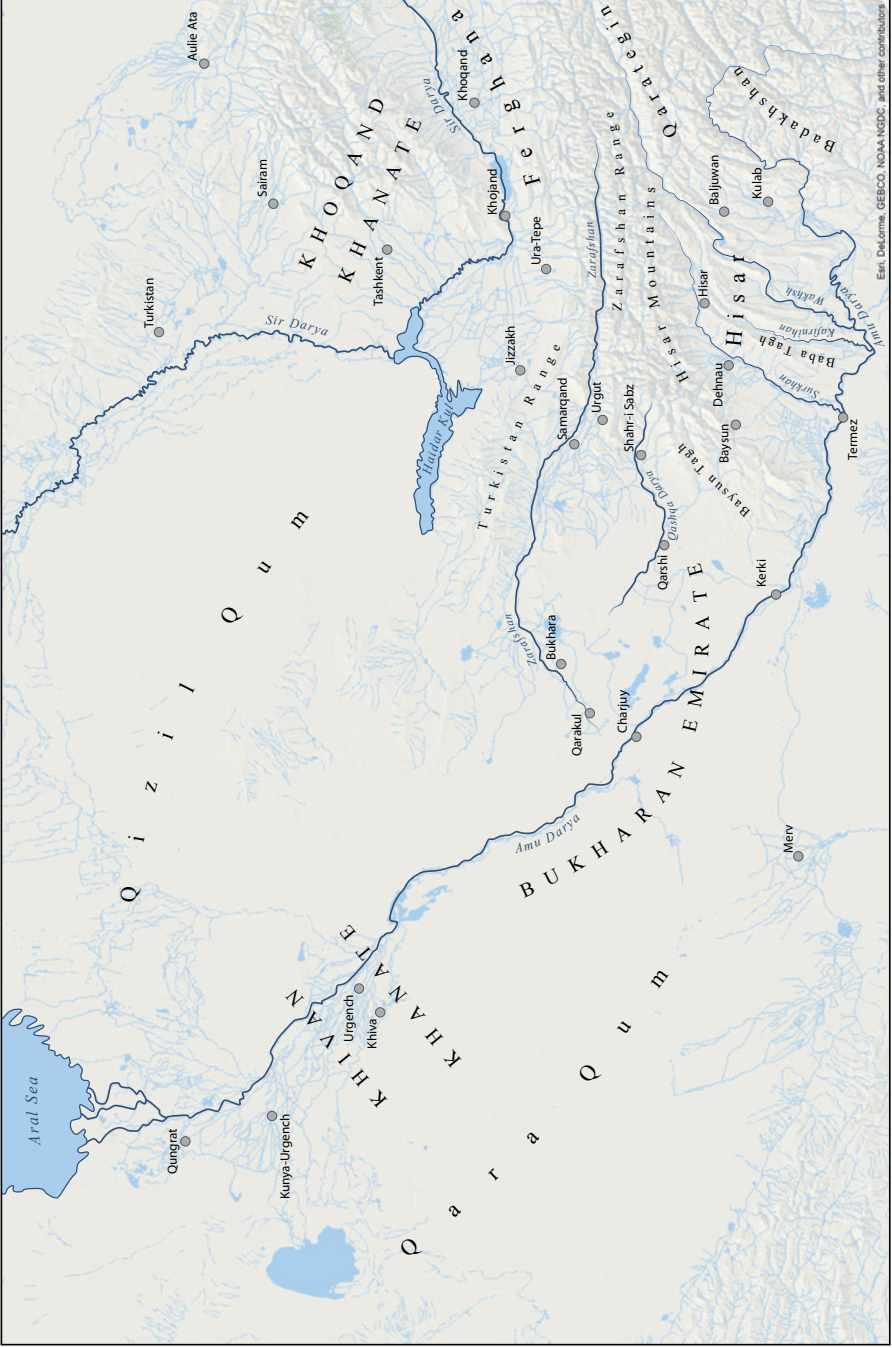 Aral Sea
Qungrat
Kunya-Urgench
KHIVAN
KHANATE
Urgench
Khiva
Qizil Qum
Turkistan
Sir Darya
Sairam
Aulie Ata
KHOQAND
KHANATE
Tashkent
Sir Darya
Khoqand
Ferghana
Khojand
Ura-Tepe
Haidar Kul
Jizzakh
Turkistan Range
Zarafshan
Zarafshan Range
Qarategin
Samarqand
Urgut
Shahr-i Sabz
Hisar Mountains
Qara Qum
Amu Darya
BUKHARAN EMIRATE
Zarafshan
Bukhara
Qarakul
Charjuy
Qarshi
Qashqa Darya
Baysun Tagh
Baysun
Dehnau
Hisar
Hisar
Baljuwan
Kulab
Badakhshan
Surkhan
Baba Tagh
Kafirnihan
Wakhsh
Amu Darya
Merv
Kerki
Termez
Esri, DeLorme, GEBCO, NOAA NGDC, and other contributors